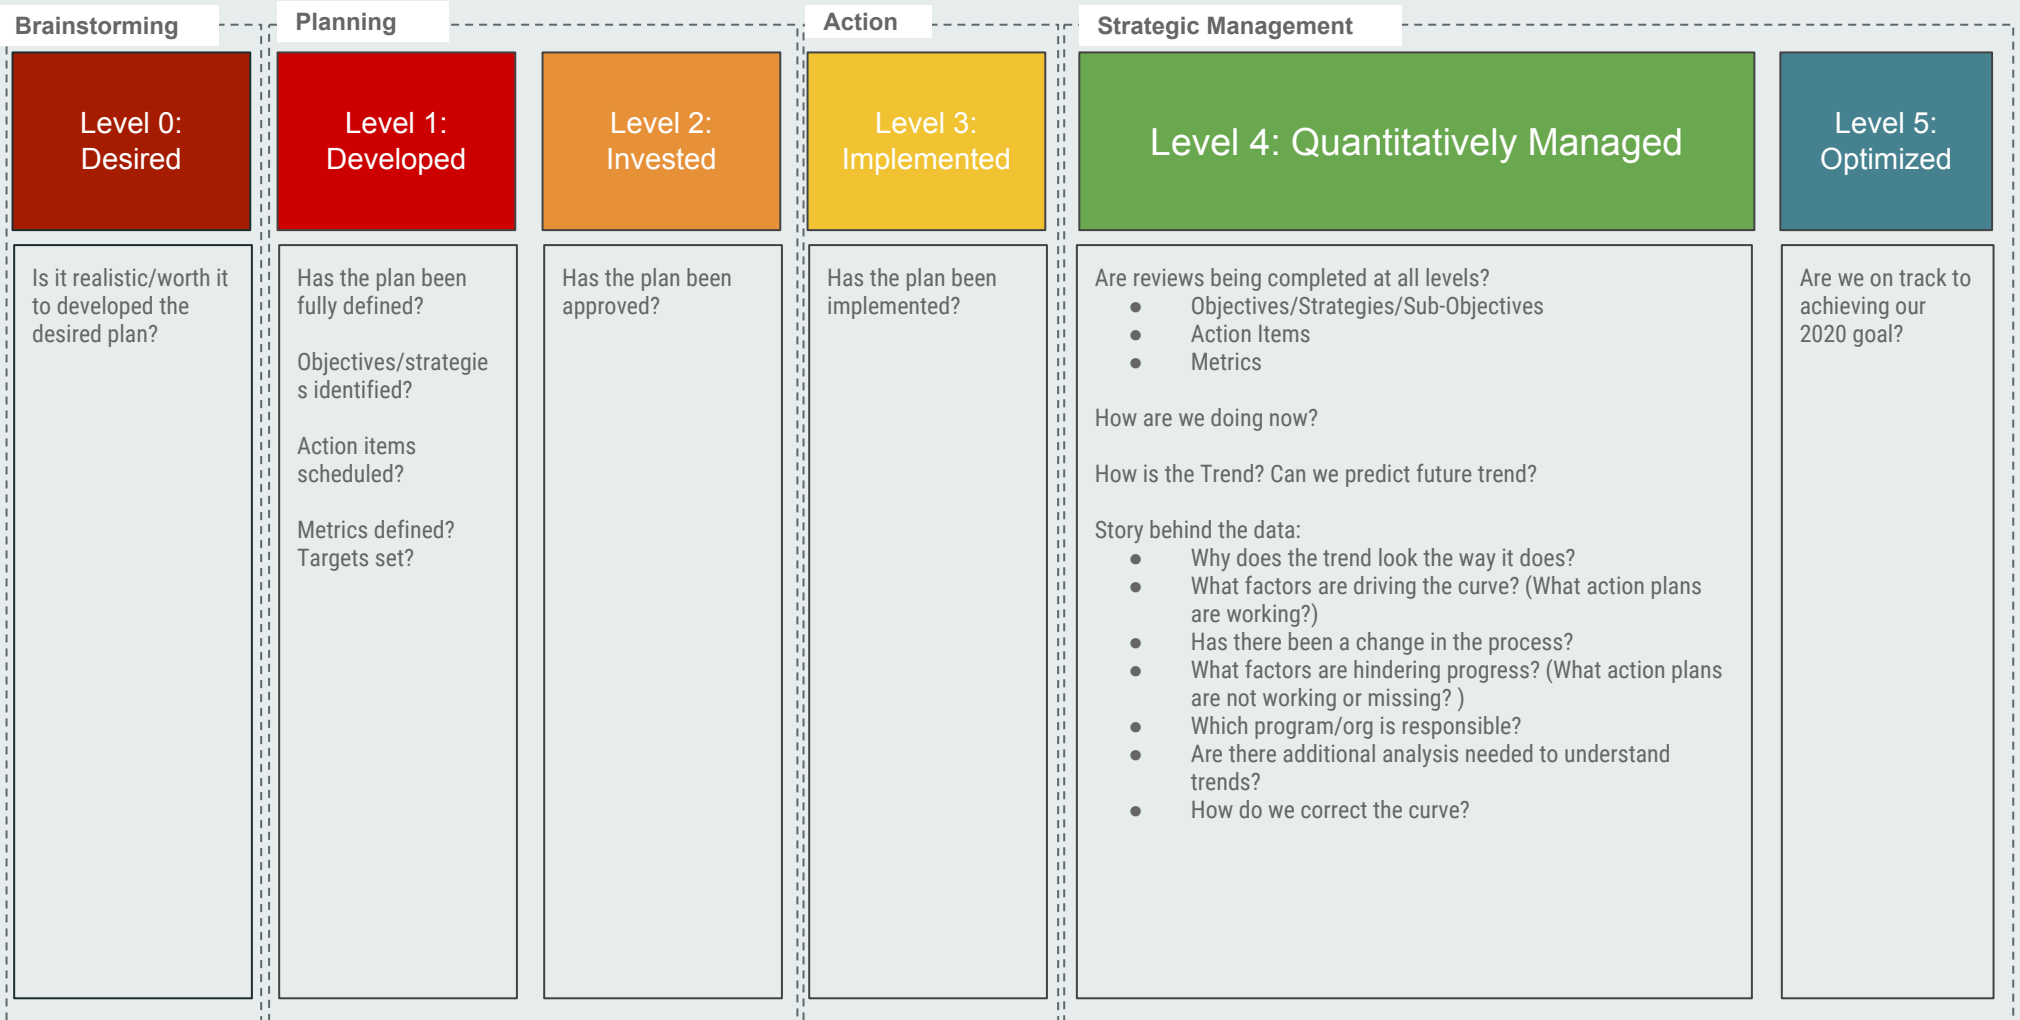 Brainstorming
Planning
Action
Strategic Management
Level 0:
Desired
Level 1:
Developed
Level 2:
Invested
Level 3:
Implemented
Level 4: Quantitatively Managed
Level 5:
Optimized
Is it realistic/worth it
to developed the
desired plan?
Has the plan been
fully defined?
Objectives/strategie
s identified?
Action items
scheduled?
Metrics defined?
Targets set?
Has the plan been
approved?
Has the plan been
implemented?
Are reviews being completed at all levels?
● Objectives/Strategies/Sub-Objectives
● Action Items
● Metrics
How are we doing now?
How is the Trend? Can we predict future trend?
Story behind the data:
● Why does the trend look the way it does?
● What factors are driving the curve? (What action plans
are working?)
● Has there been a change in the process?
● What factors are hindering progress? (What action plans
are not working or missing? )
● Which program/org is responsible?
● Are there additional analysis needed to understand
trends?
● How do we correct the curve?
Are we on track to
achieving our
2020 goal?